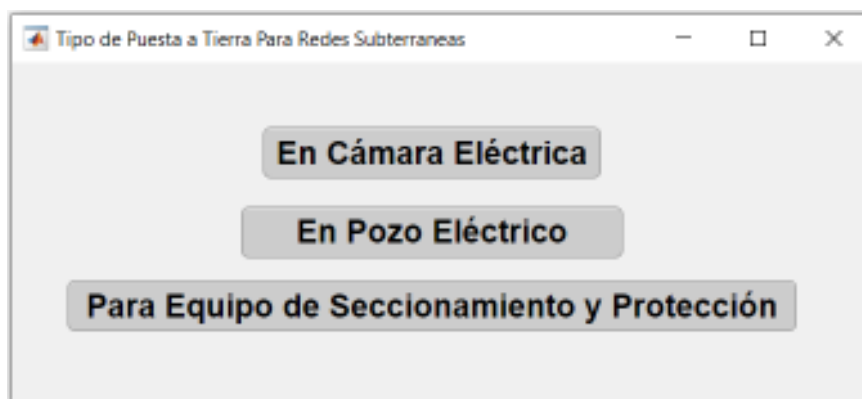 Tipo de Puesta a Tierra Para Redes Subterraneas
En Cámara Eléctrica
En Pozo Eléctrico
Para Equipo de Seccionamiento y Protección